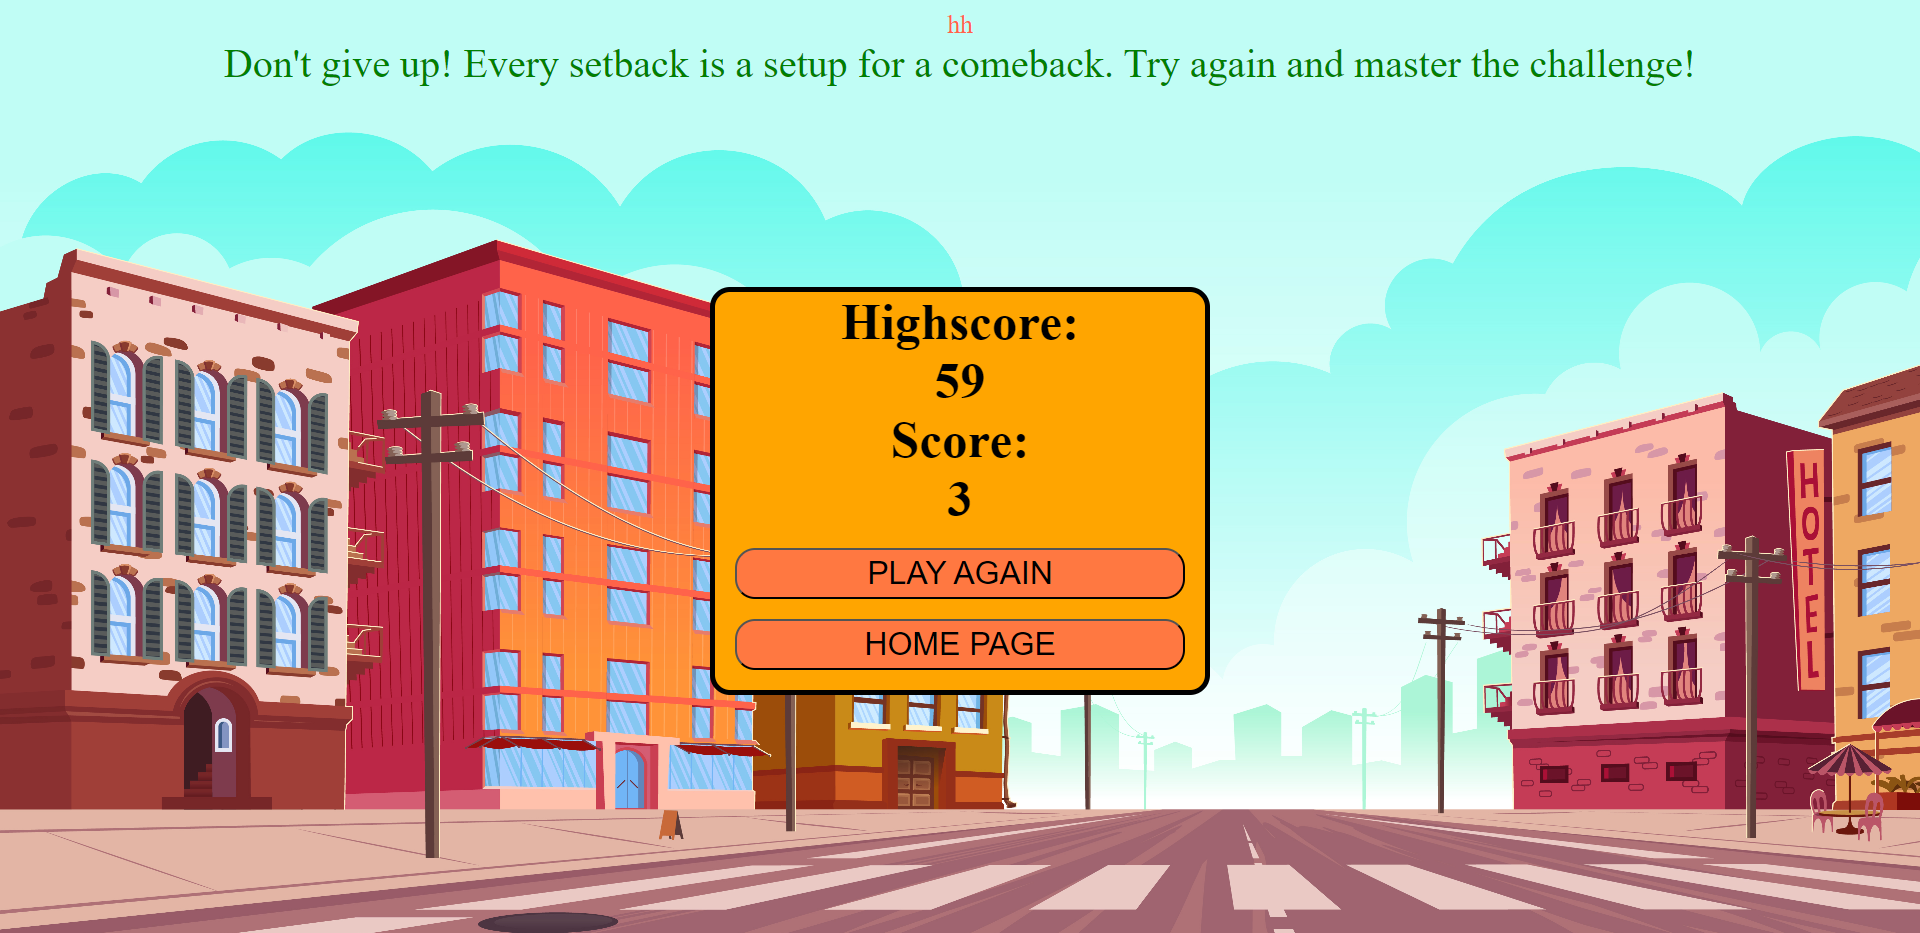 hh
Don't give up! Every setback is a setup for a comeback. Try again and master the challenge!
Highscore:
59
Score:
3
PLAY AGAIN
HOME PAGE
HOTEL